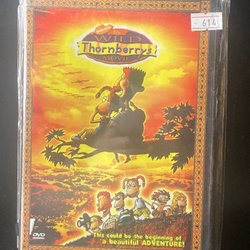 614
THE WILD
Thornberrys
MOVIE
This could be the beginning of
a beautiful ADVENTURE!
DVD